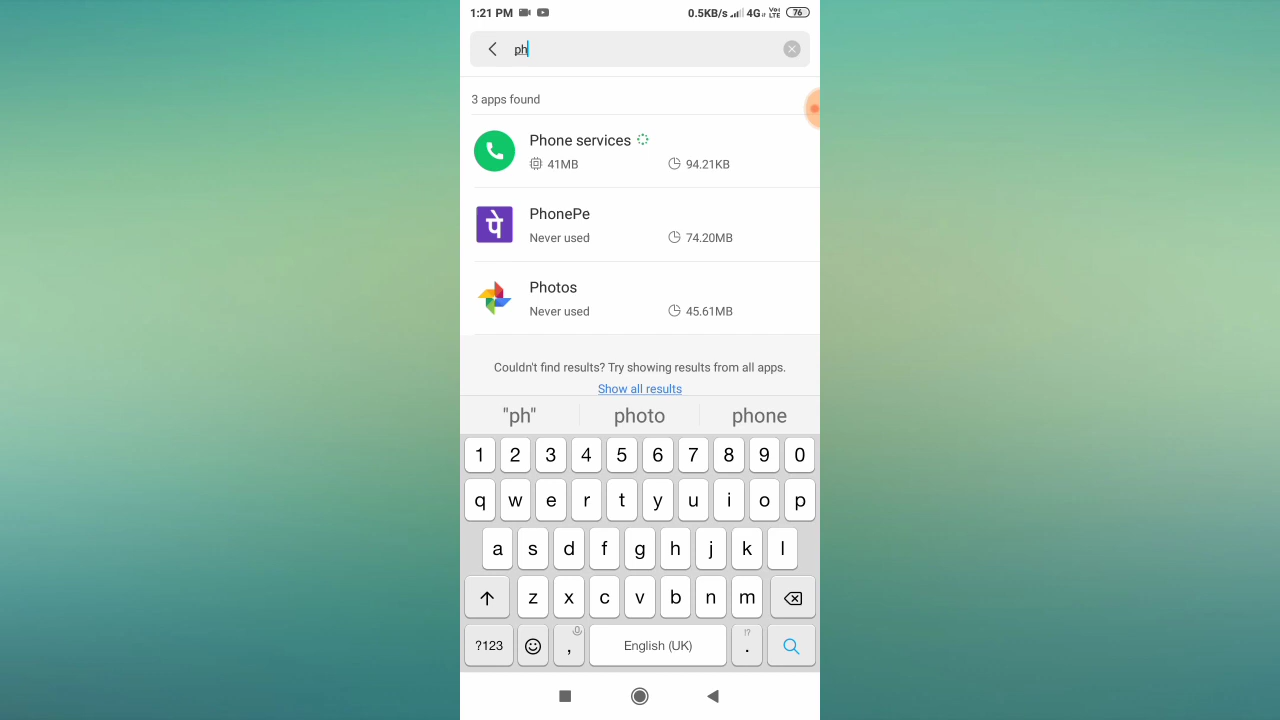 1:21 PM 0.5KB/s 4G Vo) LTE 76
ph
3 apps found
Phone services
41MB 94.21KB
पे
PhonePe
Never used 74.20MB
Photos
Never used 45.61MB
Couldn't find results? Try showing results from all apps.
Show all results
"ph" photo phone
1 2 3 4 5 6 7 8 9 0
q w e r t y u i o p
a s d f g h j k l
z x c v b n m
?123 , English (UK) !? .